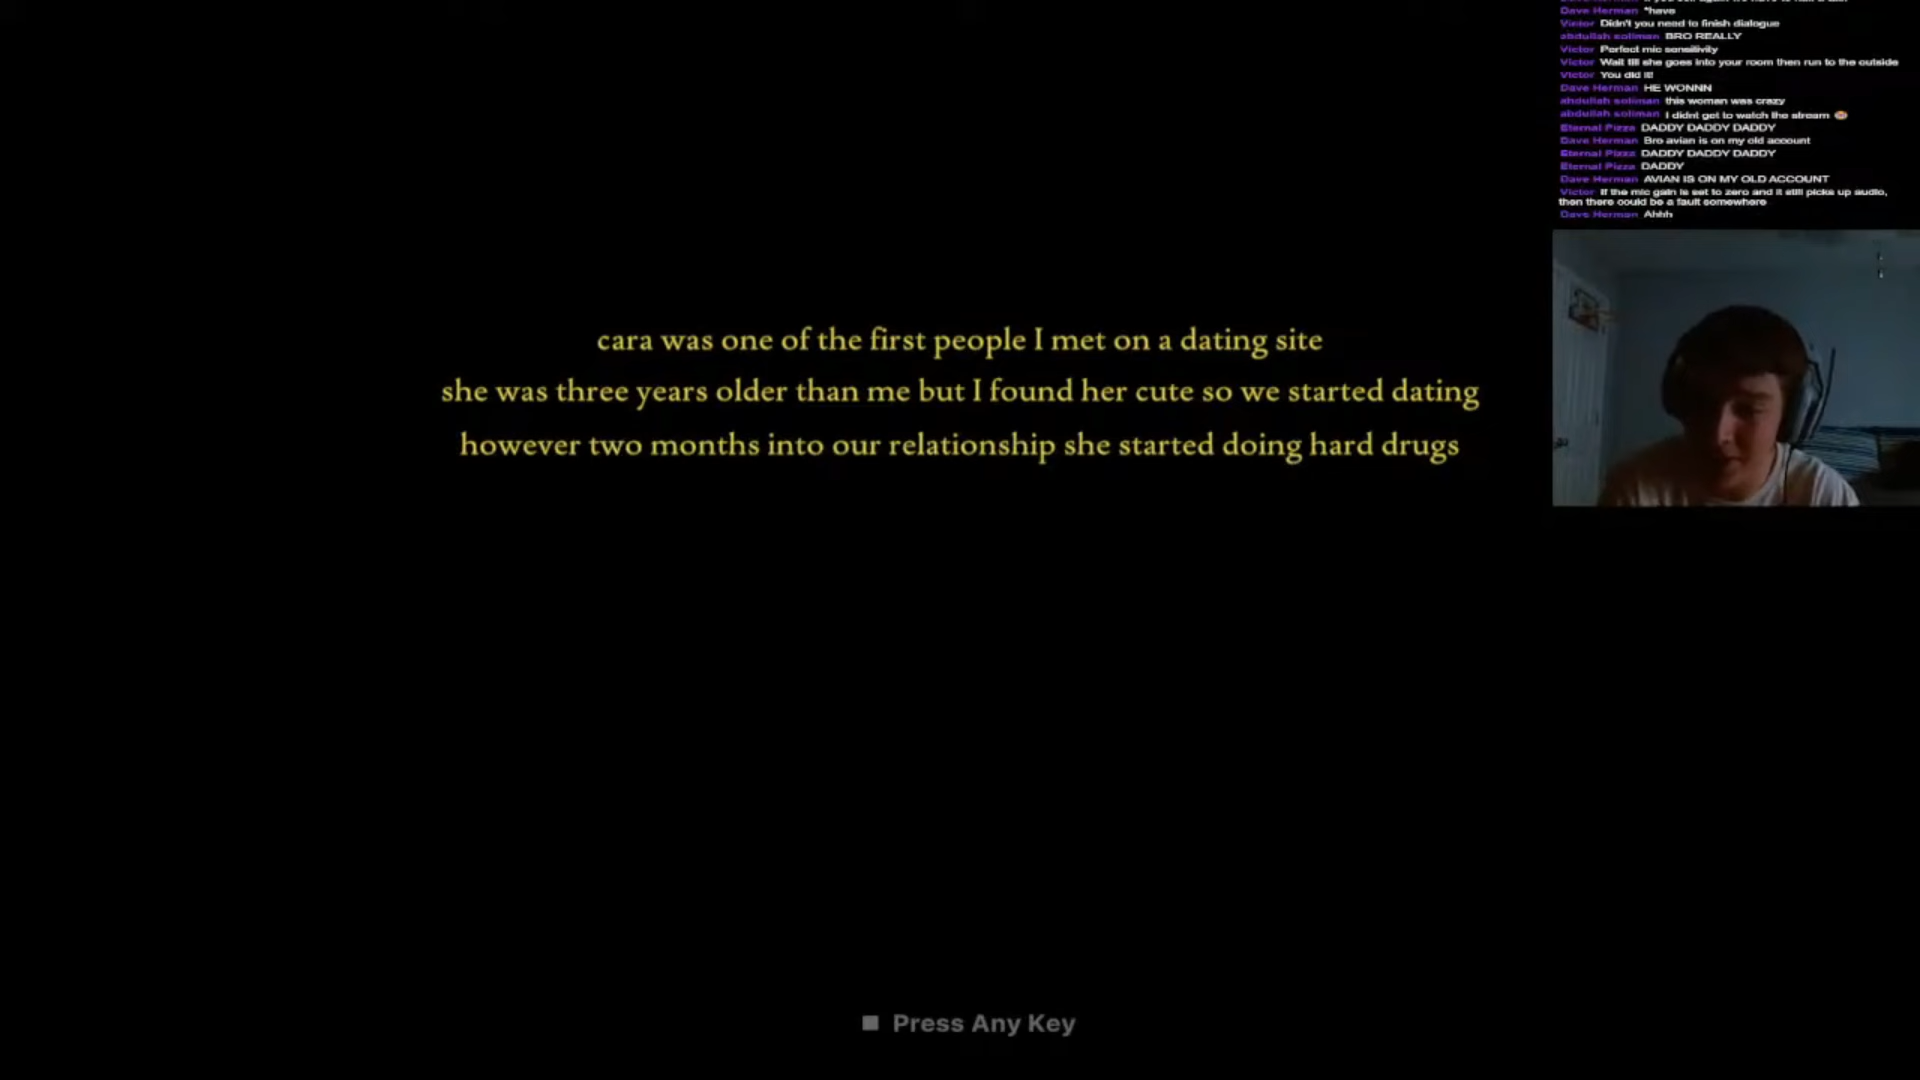 Dave Herman *have
Victor Didn't you need to finish dialogue
abdullah soliman BRO REALLY
Victor Perfect mic sensitivity
Victor Wait till she goes into your room then run to the outside
Victor You did it!
Dave Herman HE WONNN
abdullah soliman this woman was crazy
abdullah soliman I didnt get to watch the stream
Eternal Pizza DADDY DADDY DADDY
Dave Herman Bro avian is on my old account
Eternal Pizza DADDY DADDY DADDY
Eternal Pizza DADDY
Dave Herman AVIAN IS ON MY OLD ACCOUNT
Victor If the mic gain is set to zero and it still picks up audio,
then there could be a fault somewhere
Dave Herman Ahhh
cara was one of the first people I met on a dating site
she was three years older than me but I found her cute so we started dating
however two months into our relationship she started doing hard drugs
Press Any Key